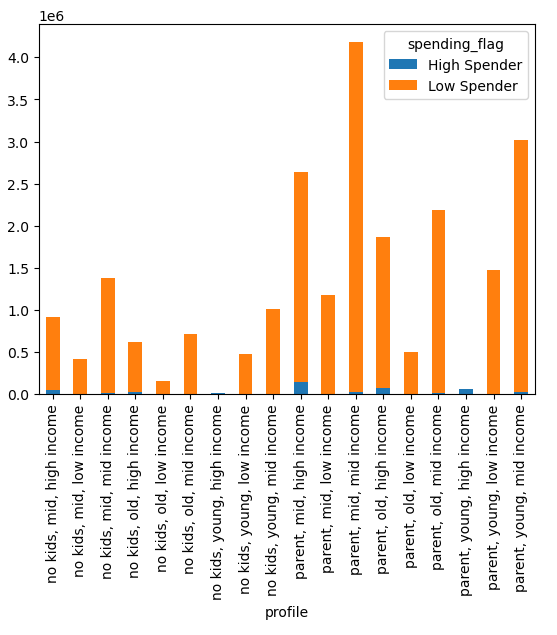 1e6
spending_flag
High Spender
Low Spender
4.0
3.5
3.0
2.5
2.0
1.5
1.0
0.5
0.0
no kids, mid, high income
no kids, mid, low income
no kids, mid, mid income
no kids, old, high income
no kids, old, low income
no kids, old, mid income
no kids, young, high income
no kids, young, low income
no kids, young, mid income
parent, mid, high income
parent, mid, low income
parent, mid, mid income
parent, old, high income
parent, old, low income
parent, old, mid income
parent, young, high income
parent, young, low income
parent, young, mid income
profile